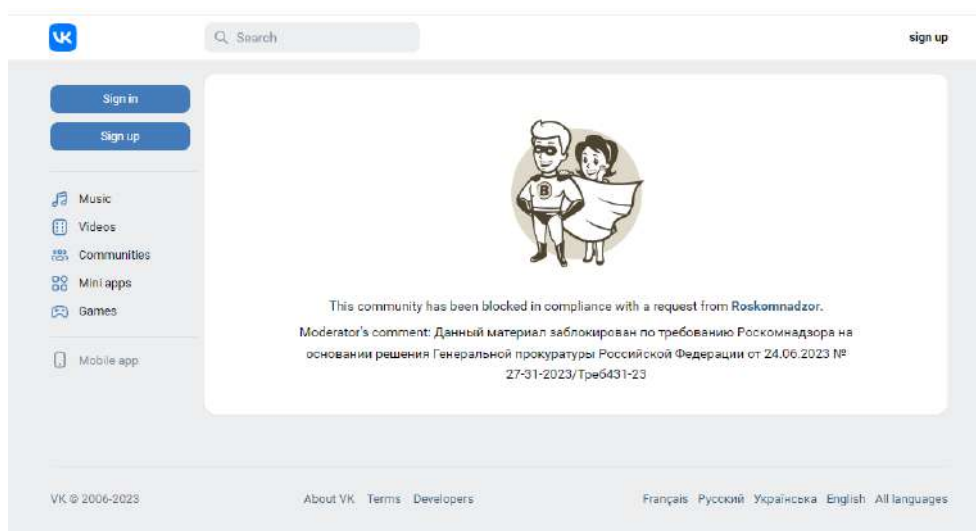 Search
sign up
Sign in
Sign up
Music
Videos
Communities
Mini apps
Games
Mobile app
B
This community has been blocked in compliance with a request from Roskomnadzor.
Moderator's comment: Данный материал заблокирован по требованию Роскомнадзора на
основании решения Генеральной прокуратуры Российской Федерации от 24.06.2023 №
27-31-2023/Треб431-23
VK © 2006-2023
About VK Terms Developers
Français Русский Українська English All languages